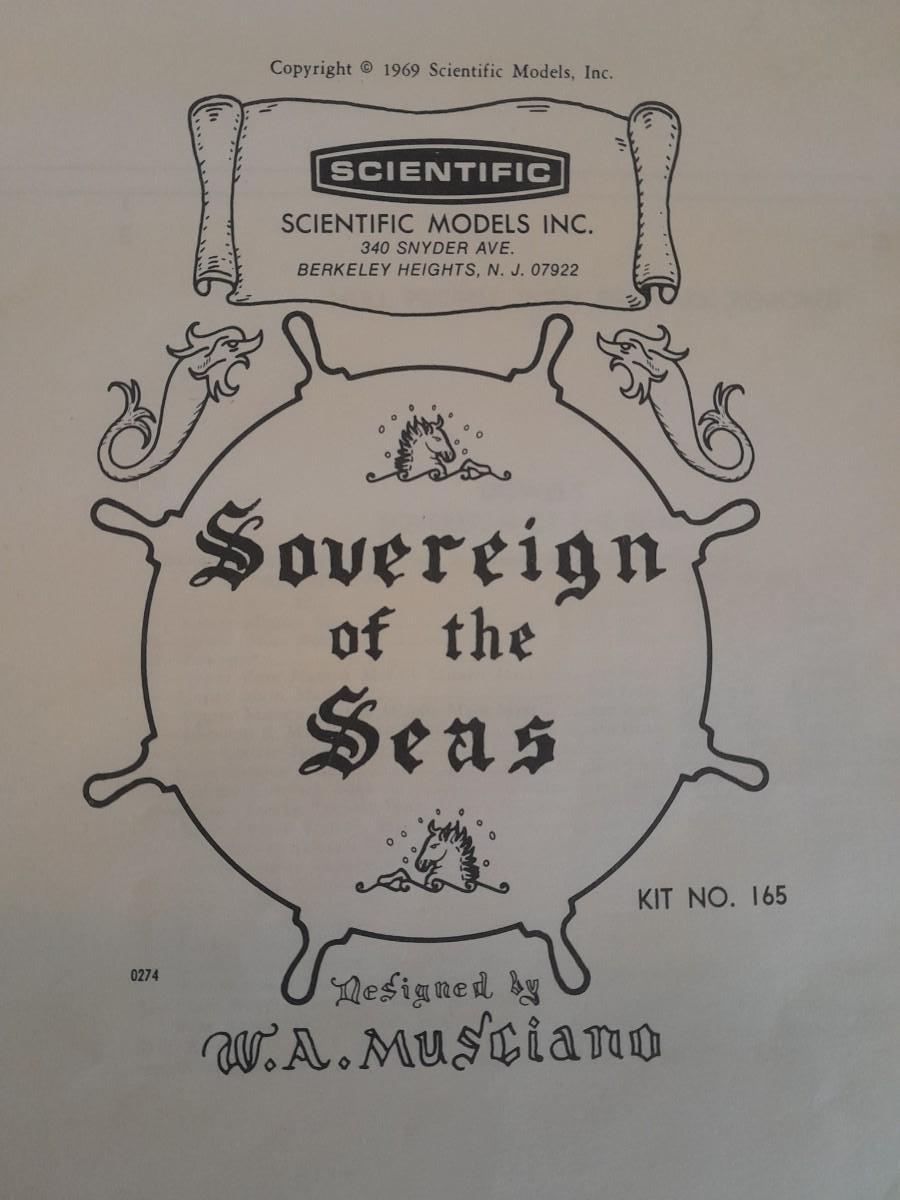 Copyright © 1969 Scientific Models, Inc.
SCIENTIFIC
SCIENTIFIC MODELS INC.
340 SNYDER AVE.
BERKELEY HEIGHTS, N. J. 07922
Sovereign
of the
Seas
KIT NO. 165
0274
Designed by
W.A. Musciano